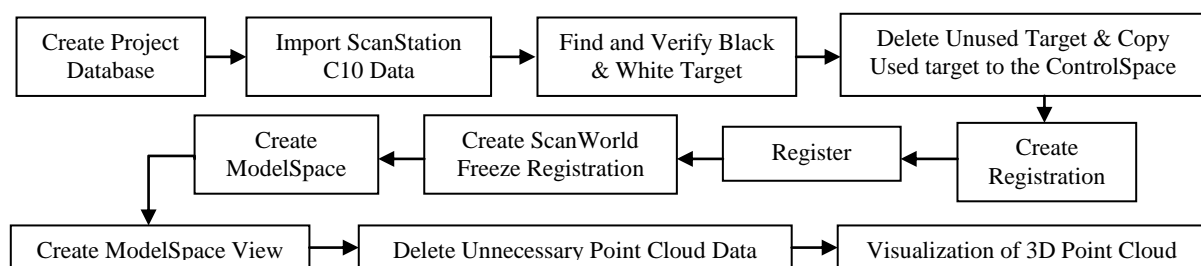 Create Project
Database
Import ScanStation
C10 Data
Find and Verify Black
& White Target
Delete Unused Target & Copy
Used target to the ControlSpace
Create
Registration
Register
Create ScanWorld
Freeze Registration
Create
ModelSpace
Create ModelSpace View
Delete Unnecessary Point Cloud Data
Visualization of 3D Point Cloud